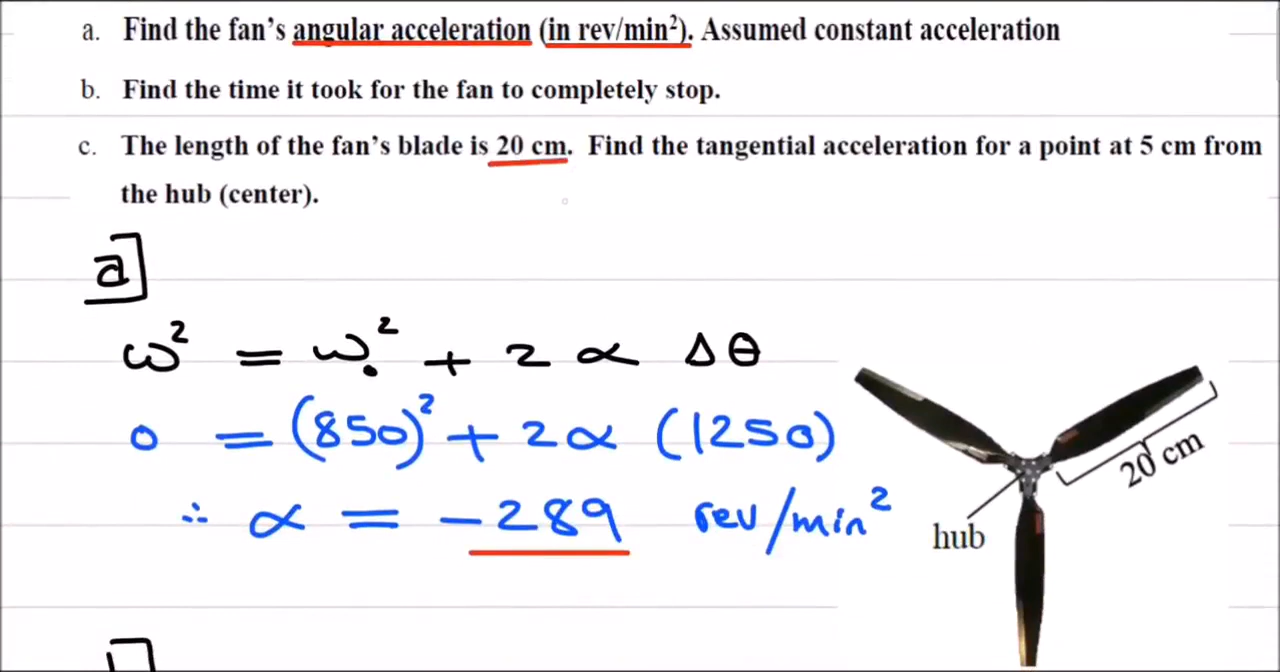 a. Find the fan's angular acceleration (in rev/min²). Assumed constant acceleration
b. Find the time it took for the fan to completely stop.
c. The length of the fan's blade is 20 cm. Find the tangential acceleration for a point at 5 cm from
the hub (center).
a]
ω² = ω₀² + 2 α Δθ
0 = (850)² + 2α (1250)
∴ α = -289 rev/min²
20 cm
hub